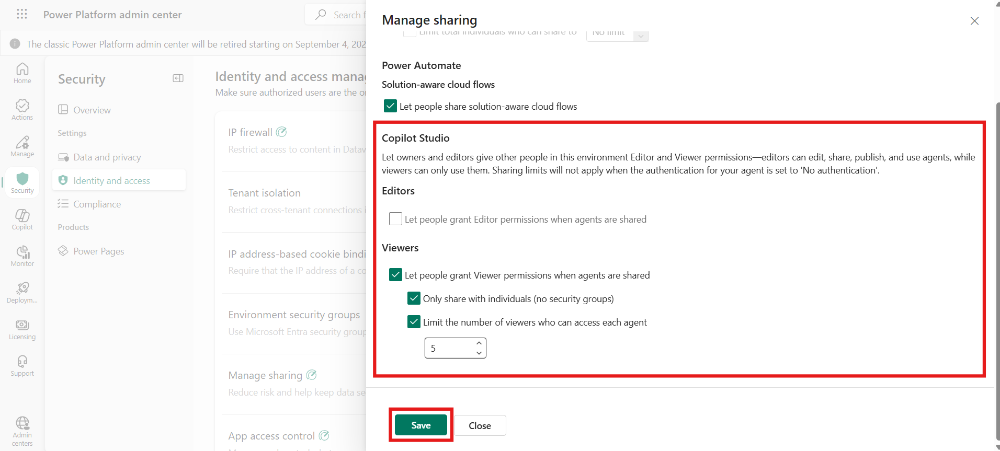 Power Platform admin center
Search f
The classic Power Platform admin center will be retired starting on September 4, 202
Home
Actions
Manage
Security
Copilot
Monitor
Deploym...
Licensing
Support
Admin
centers
Security
Overview
Settings
Data and privacy
Identity and access
Compliance
Products
Power Pages
Identity and access manag
Make sure authorized users are the on
IP firewall
Restrict access to content in Datav
Tenant isolation
Restrict cross-tenant connections i
IP address-based cookie bindi
Require that the IP address of a co
Environment security groups
Use Microsoft Entra security group
Manage sharing
Reduce risk and help keep data se
App access control
Manage sharing
Limit total individuals who can share to
No limit
Power Automate
Solution-aware cloud flows
Let people share solution-aware cloud flows
Copilot Studio
Let owners and editors give other people in this environment Editor and Viewer permissions—editors can edit, share, publish, and use agents, while
viewers can only use them. Sharing limits will not apply when the authentication for your agent is set to 'No authentication'.
Editors
Let people grant Editor permissions when agents are shared
Viewers
Let people grant Viewer permissions when agents are shared
Only share with individuals (no security groups)
Limit the number of viewers who can access each agent
5
Save
Close